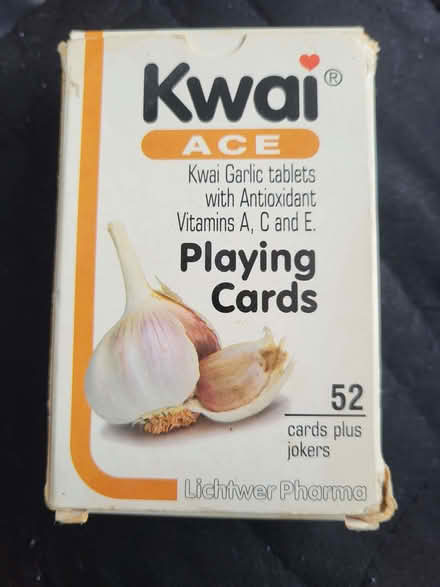 Kwai®
ACE
Kwai Garlic tablets
with Antioxidant
Vitamins A, C and E.
Playing
Cards
52
cards plus
jokers
Lichtwer Pharma